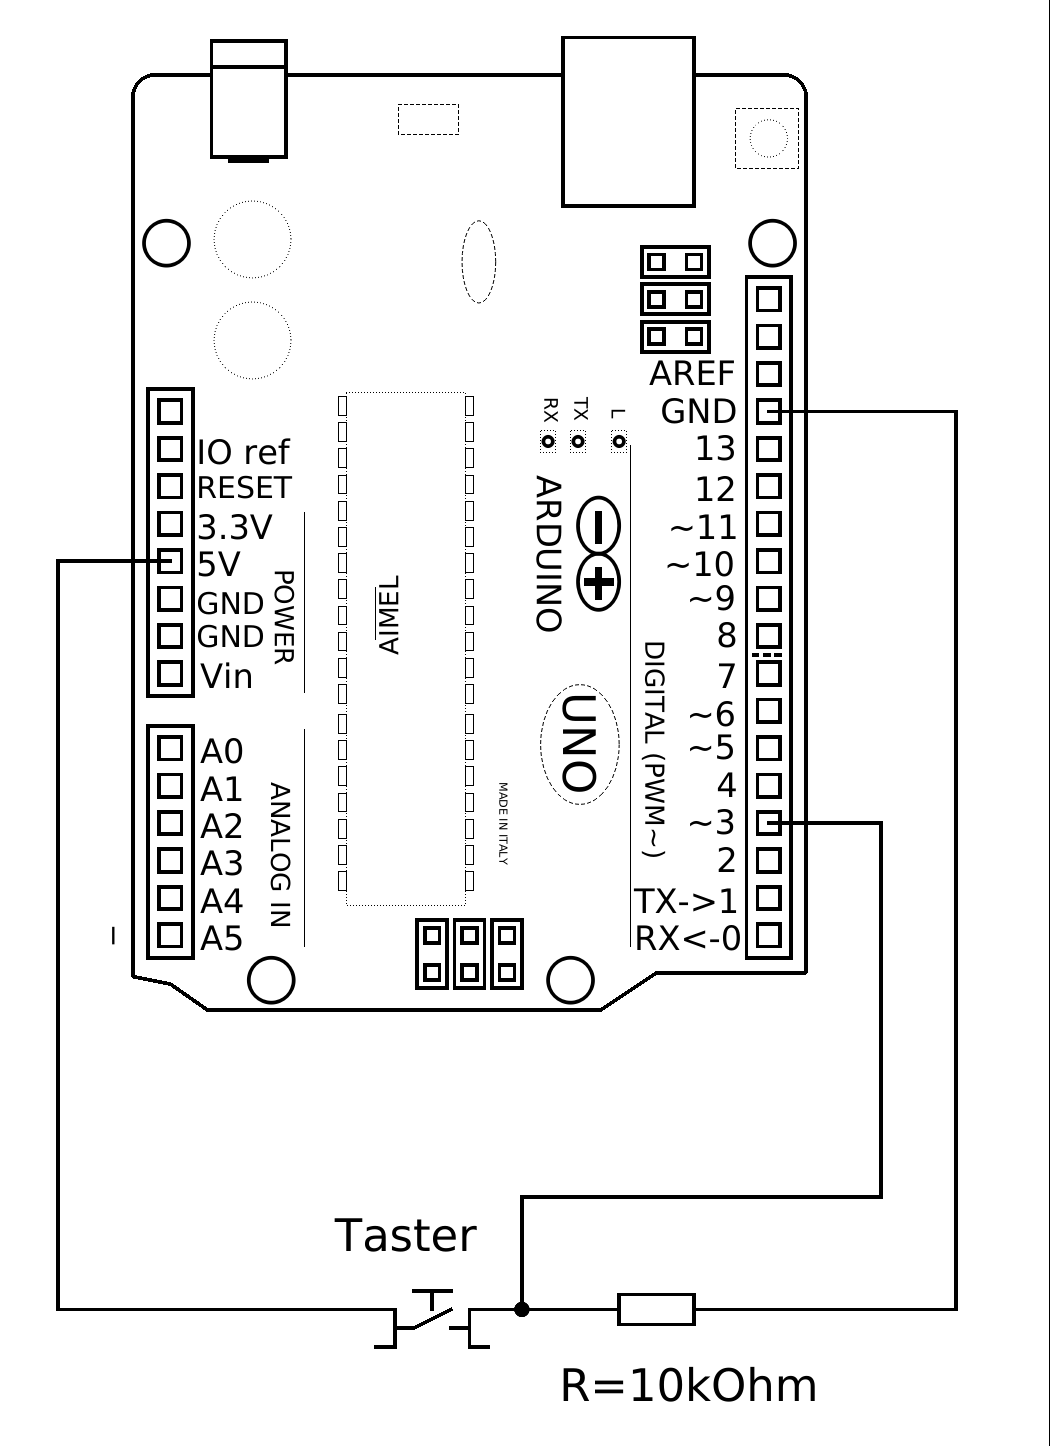 AREF
GND
13
12
~11
~10
~9
8
7
~6
~5
4
~3
2
TX->1
RX<-0
IO ref
RESET
3.3V
5V
GND
GND
Vin
POWER
A0
A1
A2
A3
A4
A5
ANALOG IN
RX
TX
L
ARDUINO
UNO
DIGITAL (PWM~)
MADE IN ITALY
Taster
R=10kOhm